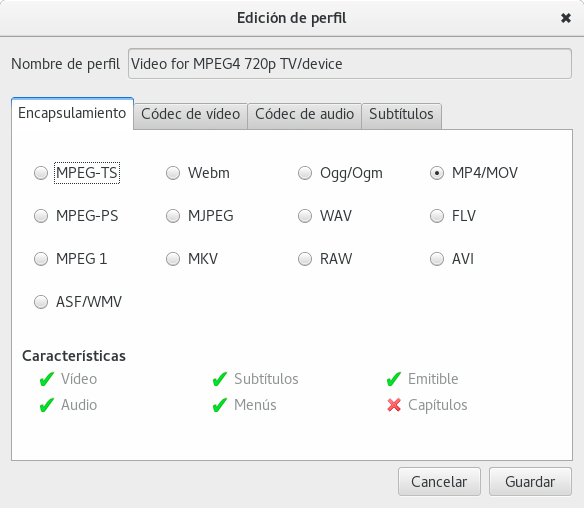 Edición de perfil
Nombre de perfil Video for MPEG4 720p TV/device
Encapsulamiento Códec de vídeo Códec de audio Subtítulos
MPEG-TS Webm Ogg/Ogm MP4/MOV
MPEG-PS MJPEG WAV FLV
MPEG 1 MKV RAW AVI
ASF/WMV
Características
Vídeo Subtítulos Emitible
Audio Menús Capítulos
Cancelar Guardar